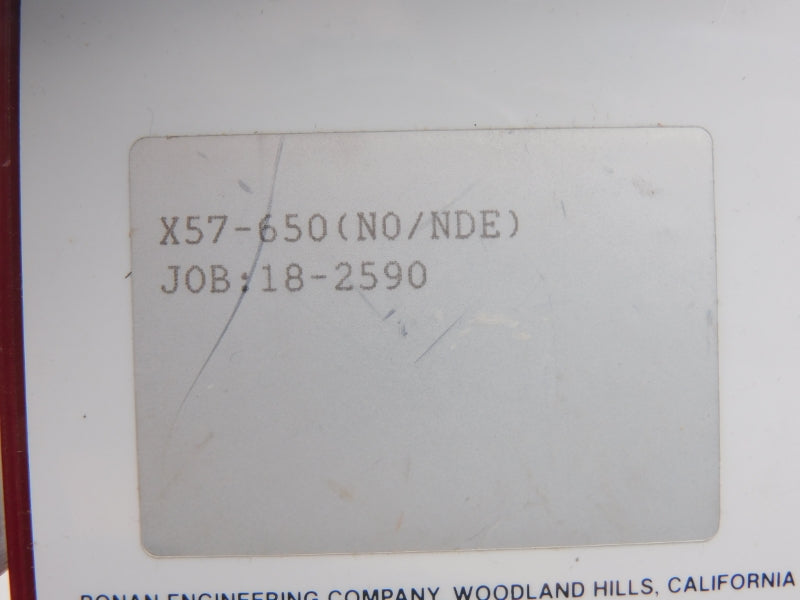 X57-650(NO/NDE)
JOB:18-2590
RONAN ENGINEERING COMPANY, WOODLAND HILLS, CALIFORNIA